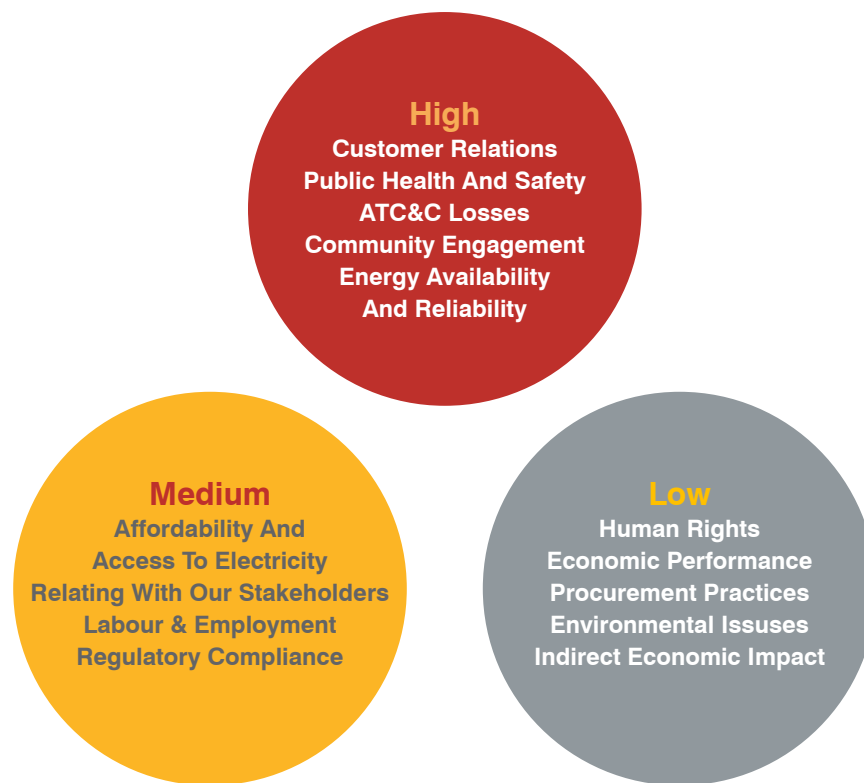 High
Customer Relations
Public Health And Safety
ATC&C Losses
Community Engagement
Energy Availability
And Reliability
Medium
Affordability And
Access To Electricity
Relating With Our Stakeholders
Labour & Employment
Regulatory Compliance
Low
Human Rights
Economic Performance
Procurement Practices
Environmental Issuses
Indirect Economic Impact